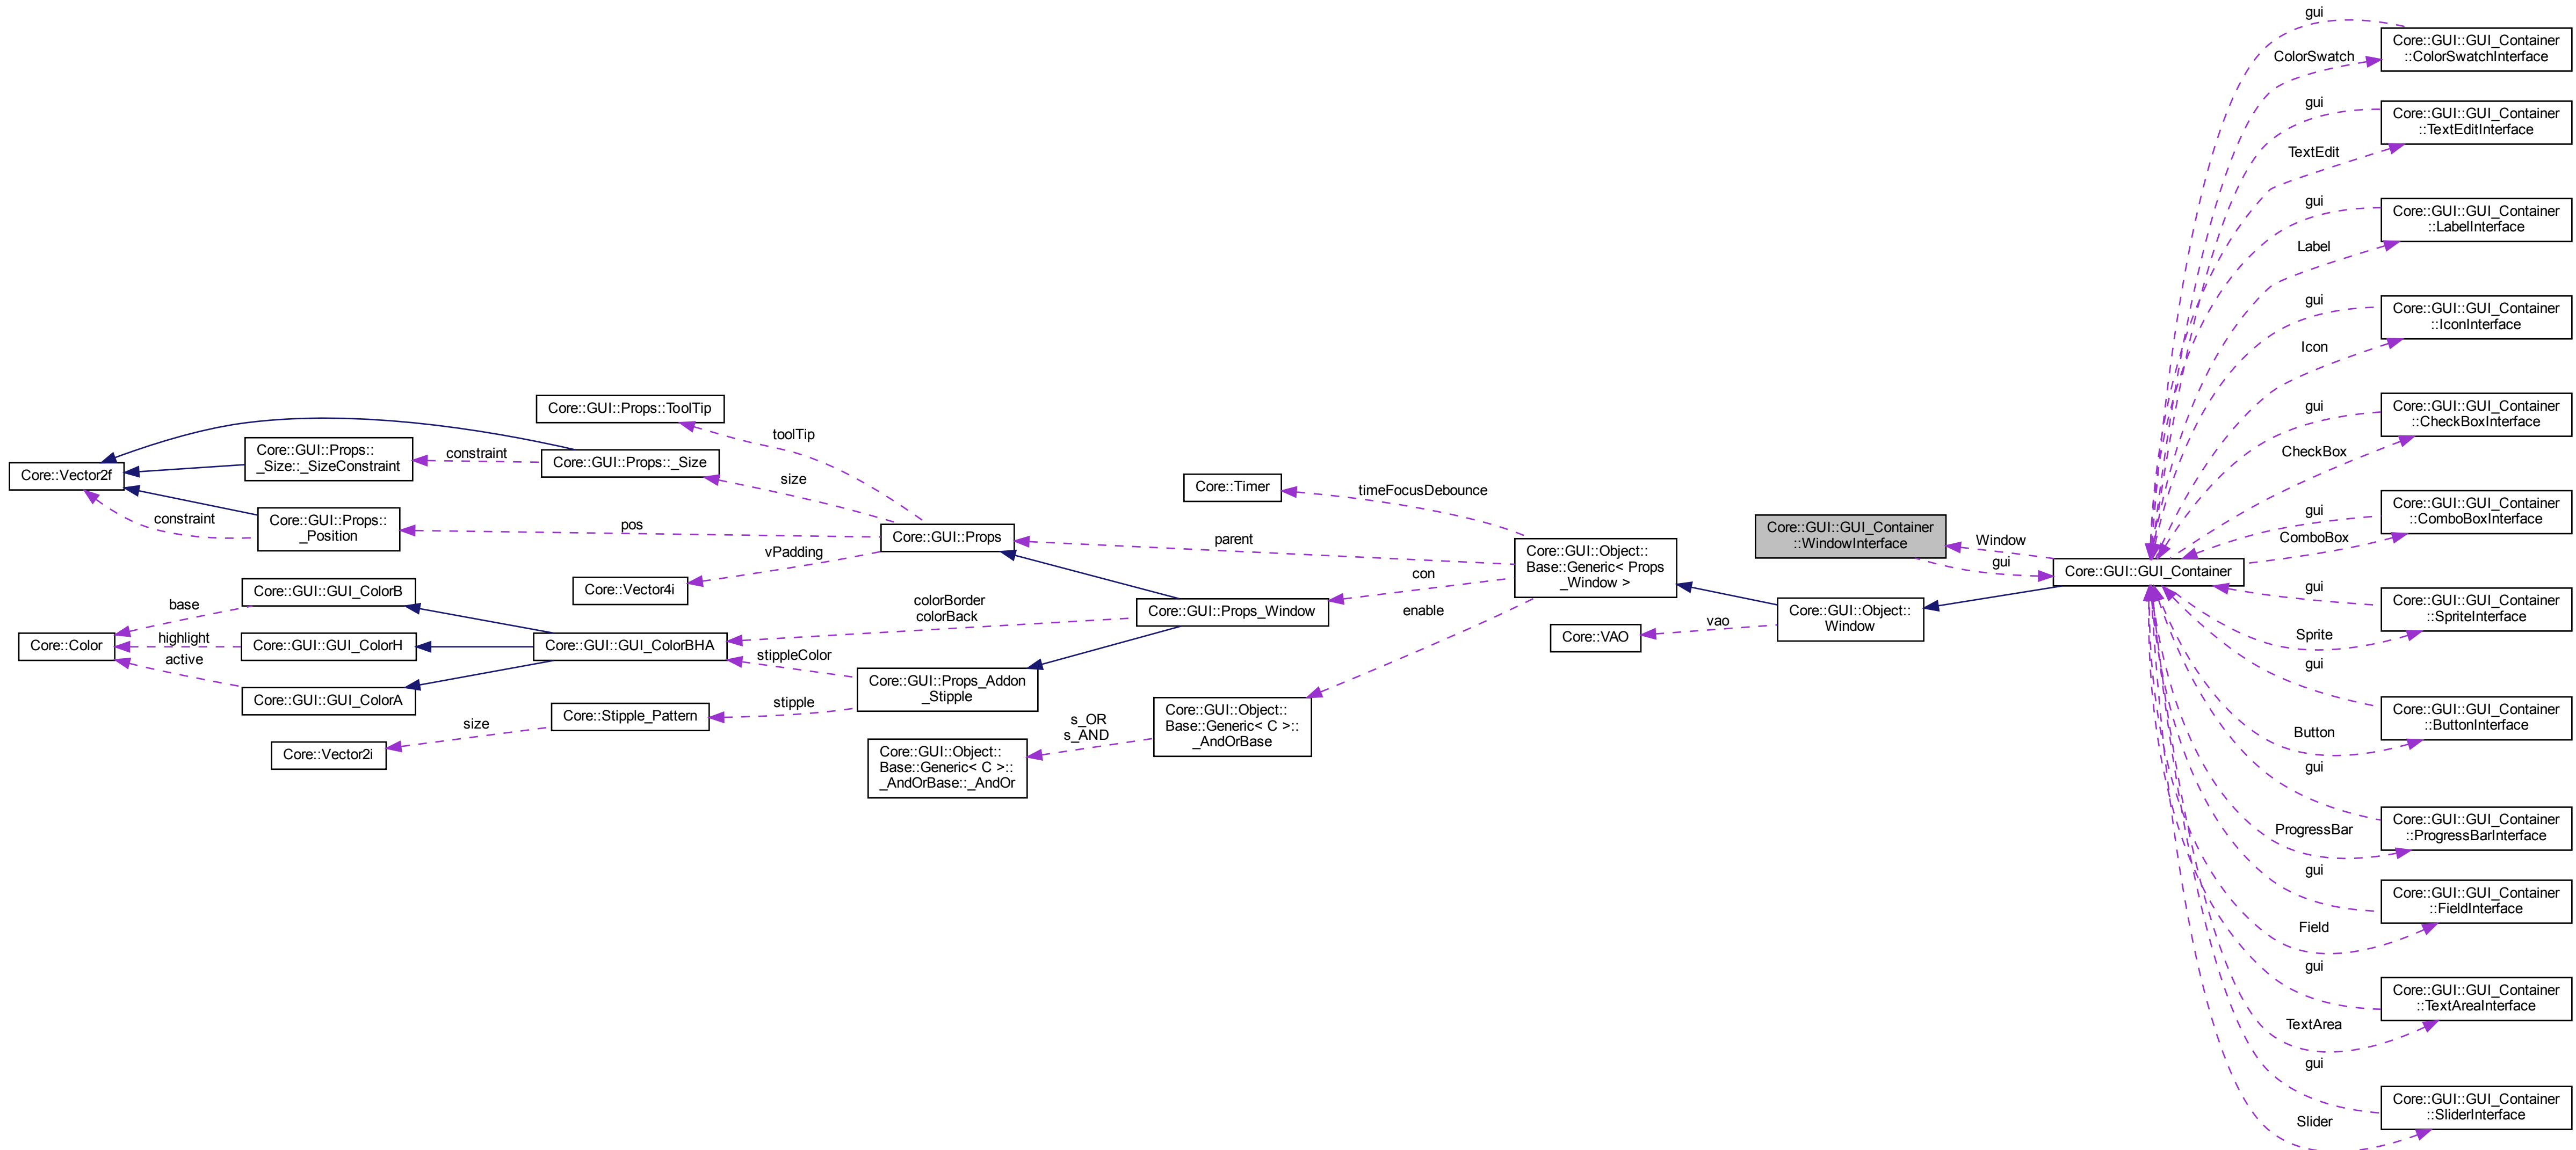 Core::Vector2f
Core::GUI::Props::
_Size::_SizeConstraint
constraint
Core::GUI::Props::
_Position
Core::GUI::Props::ToolTip
constraint
Core::GUI::Props::_Size
toolTip
size
pos
vPadding
Core::Vector4i
Core::GUI::Props
Core::Color
base
highlight
active
Core::GUI::GUI_ColorB
Core::GUI::GUI_ColorH
Core::GUI::GUI_ColorA
Core::GUI::GUI_ColorBHA
colorBorder
colorBack
stippleColor
Core::GUI::Props_Window
Core::GUI::Props_Addon
_Stipple
stipple
Core::Stipple_Pattern
size
Core::Vector2i
Core::GUI::Object::
Base::Generic< C >::
_AndOrBase::_AndOr
s_OR
s_AND
Core::GUI::Object::
Base::Generic< C >::
_AndOrBase
Core::Timer
timeFocusDebounce
parent
con
enable
Core::GUI::Object::
Base::Generic< Props
_Window >
Core::VAO
vao
Core::GUI::Object::
Window
Core::GUI::GUI_Container
::WindowInterface
Window
gui
Core::GUI::GUI_Container
gui
ColorSwatch
Core::GUI::GUI_Container
::ColorSwatchInterface
gui
TextEdit
Core::GUI::GUI_Container
::TextEditInterface
gui
Label
Core::GUI::GUI_Container
::LabelInterface
gui
Icon
Core::GUI::GUI_Container
::IconInterface
gui
CheckBox
Core::GUI::GUI_Container
::CheckBoxInterface
gui
ComboBox
Core::GUI::GUI_Container
::ComboBoxInterface
gui
Sprite
Core::GUI::GUI_Container
::SpriteInterface
gui
Button
Core::GUI::GUI_Container
::ButtonInterface
gui
ProgressBar
Core::GUI::GUI_Container
::ProgressBarInterface
gui
Field
Core::GUI::GUI_Container
::FieldInterface
gui
TextArea
Core::GUI::GUI_Container
::TextAreaInterface
gui
Slider
Core::GUI::GUI_Container
::SliderInterface